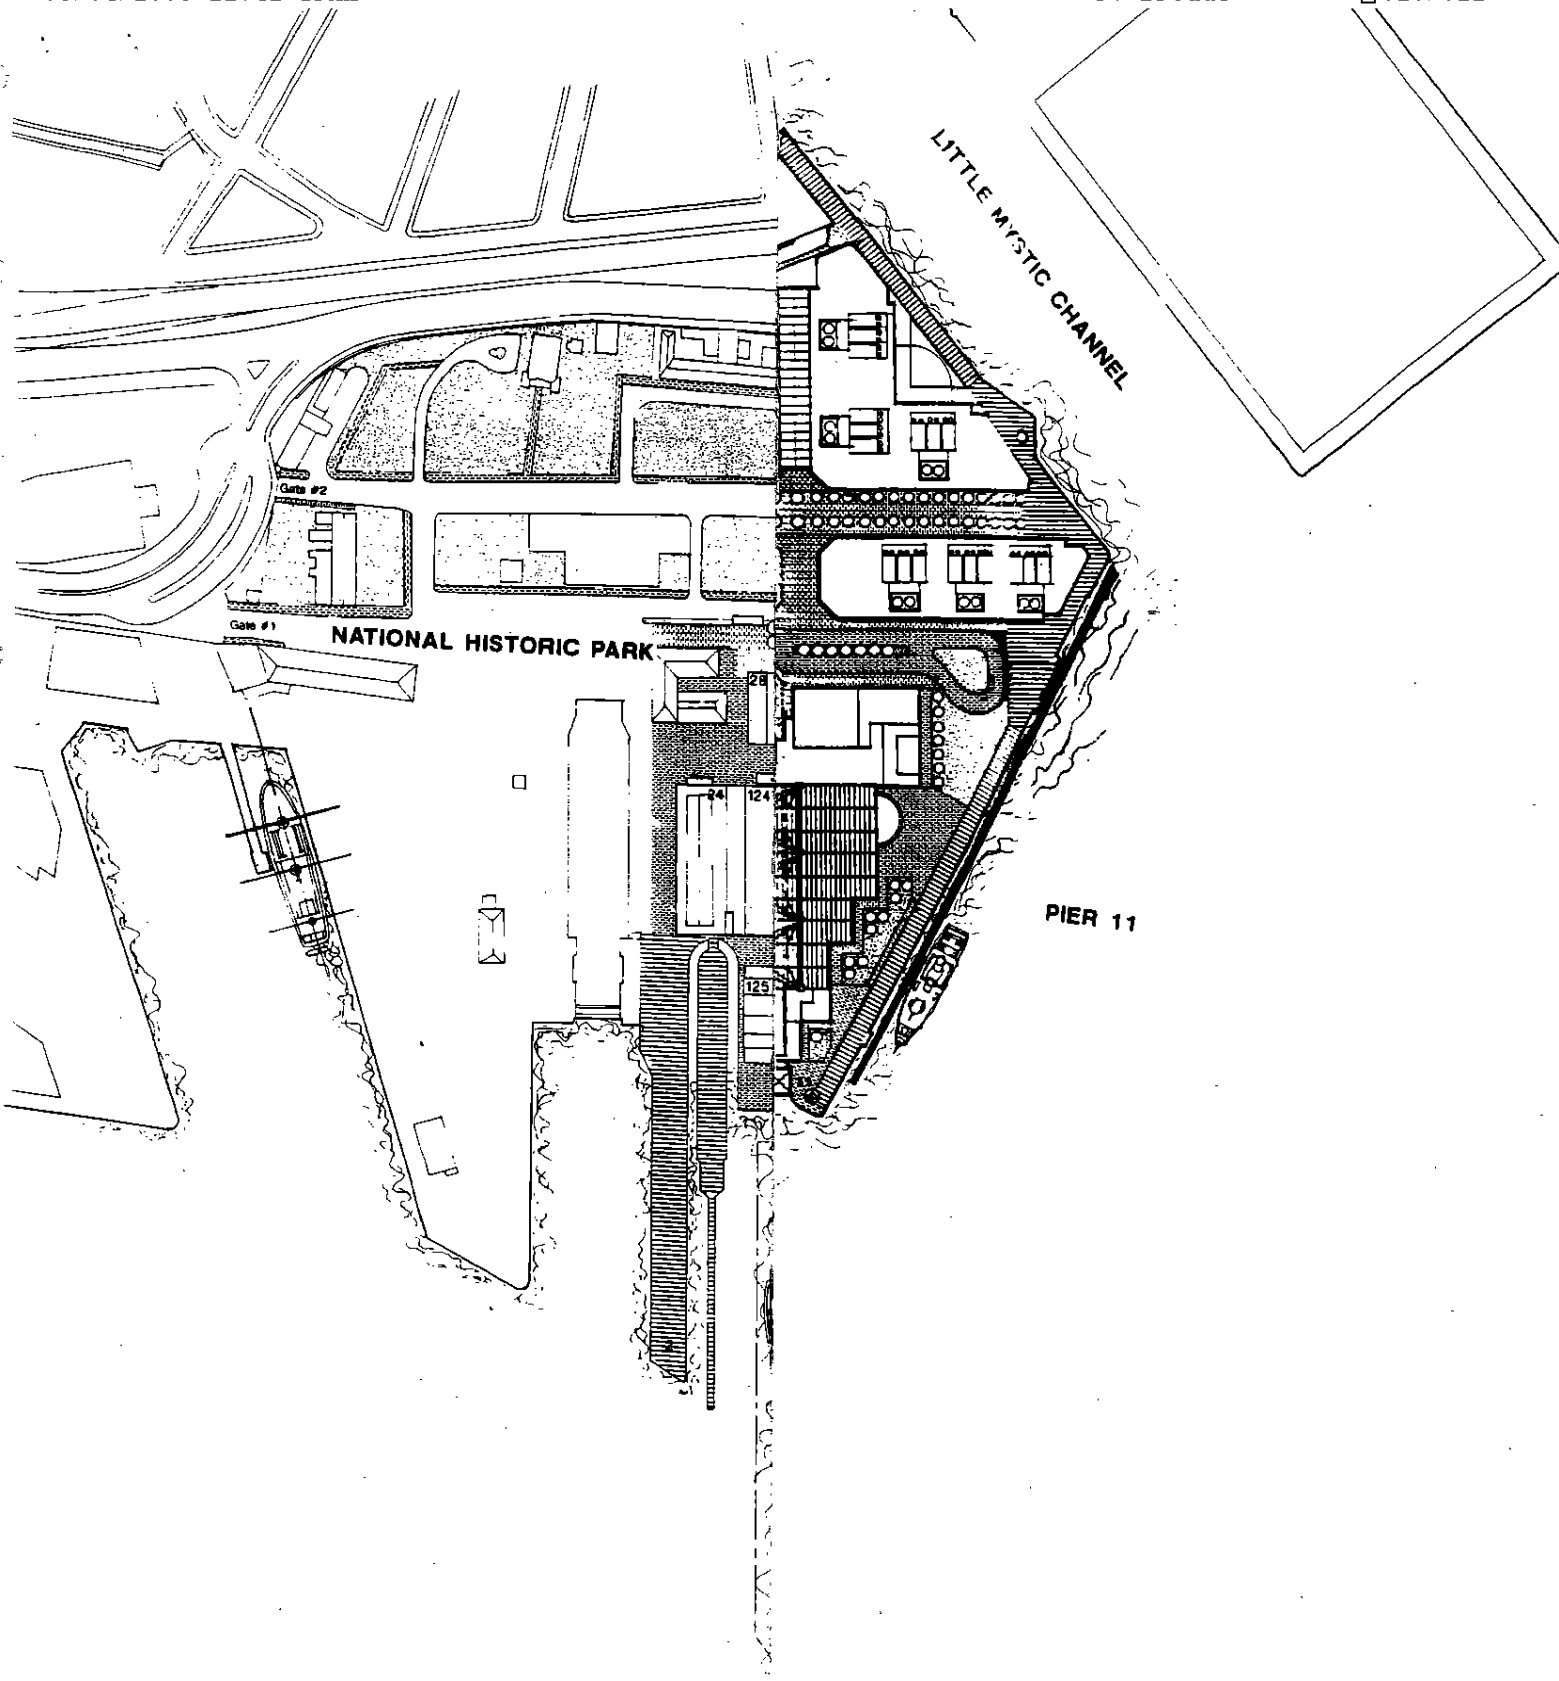 LITTLE MYSTIC CHANNEL
Gate #2
Gate #1
NATIONAL HISTORIC PARK
28
24
124
PIER 11
125